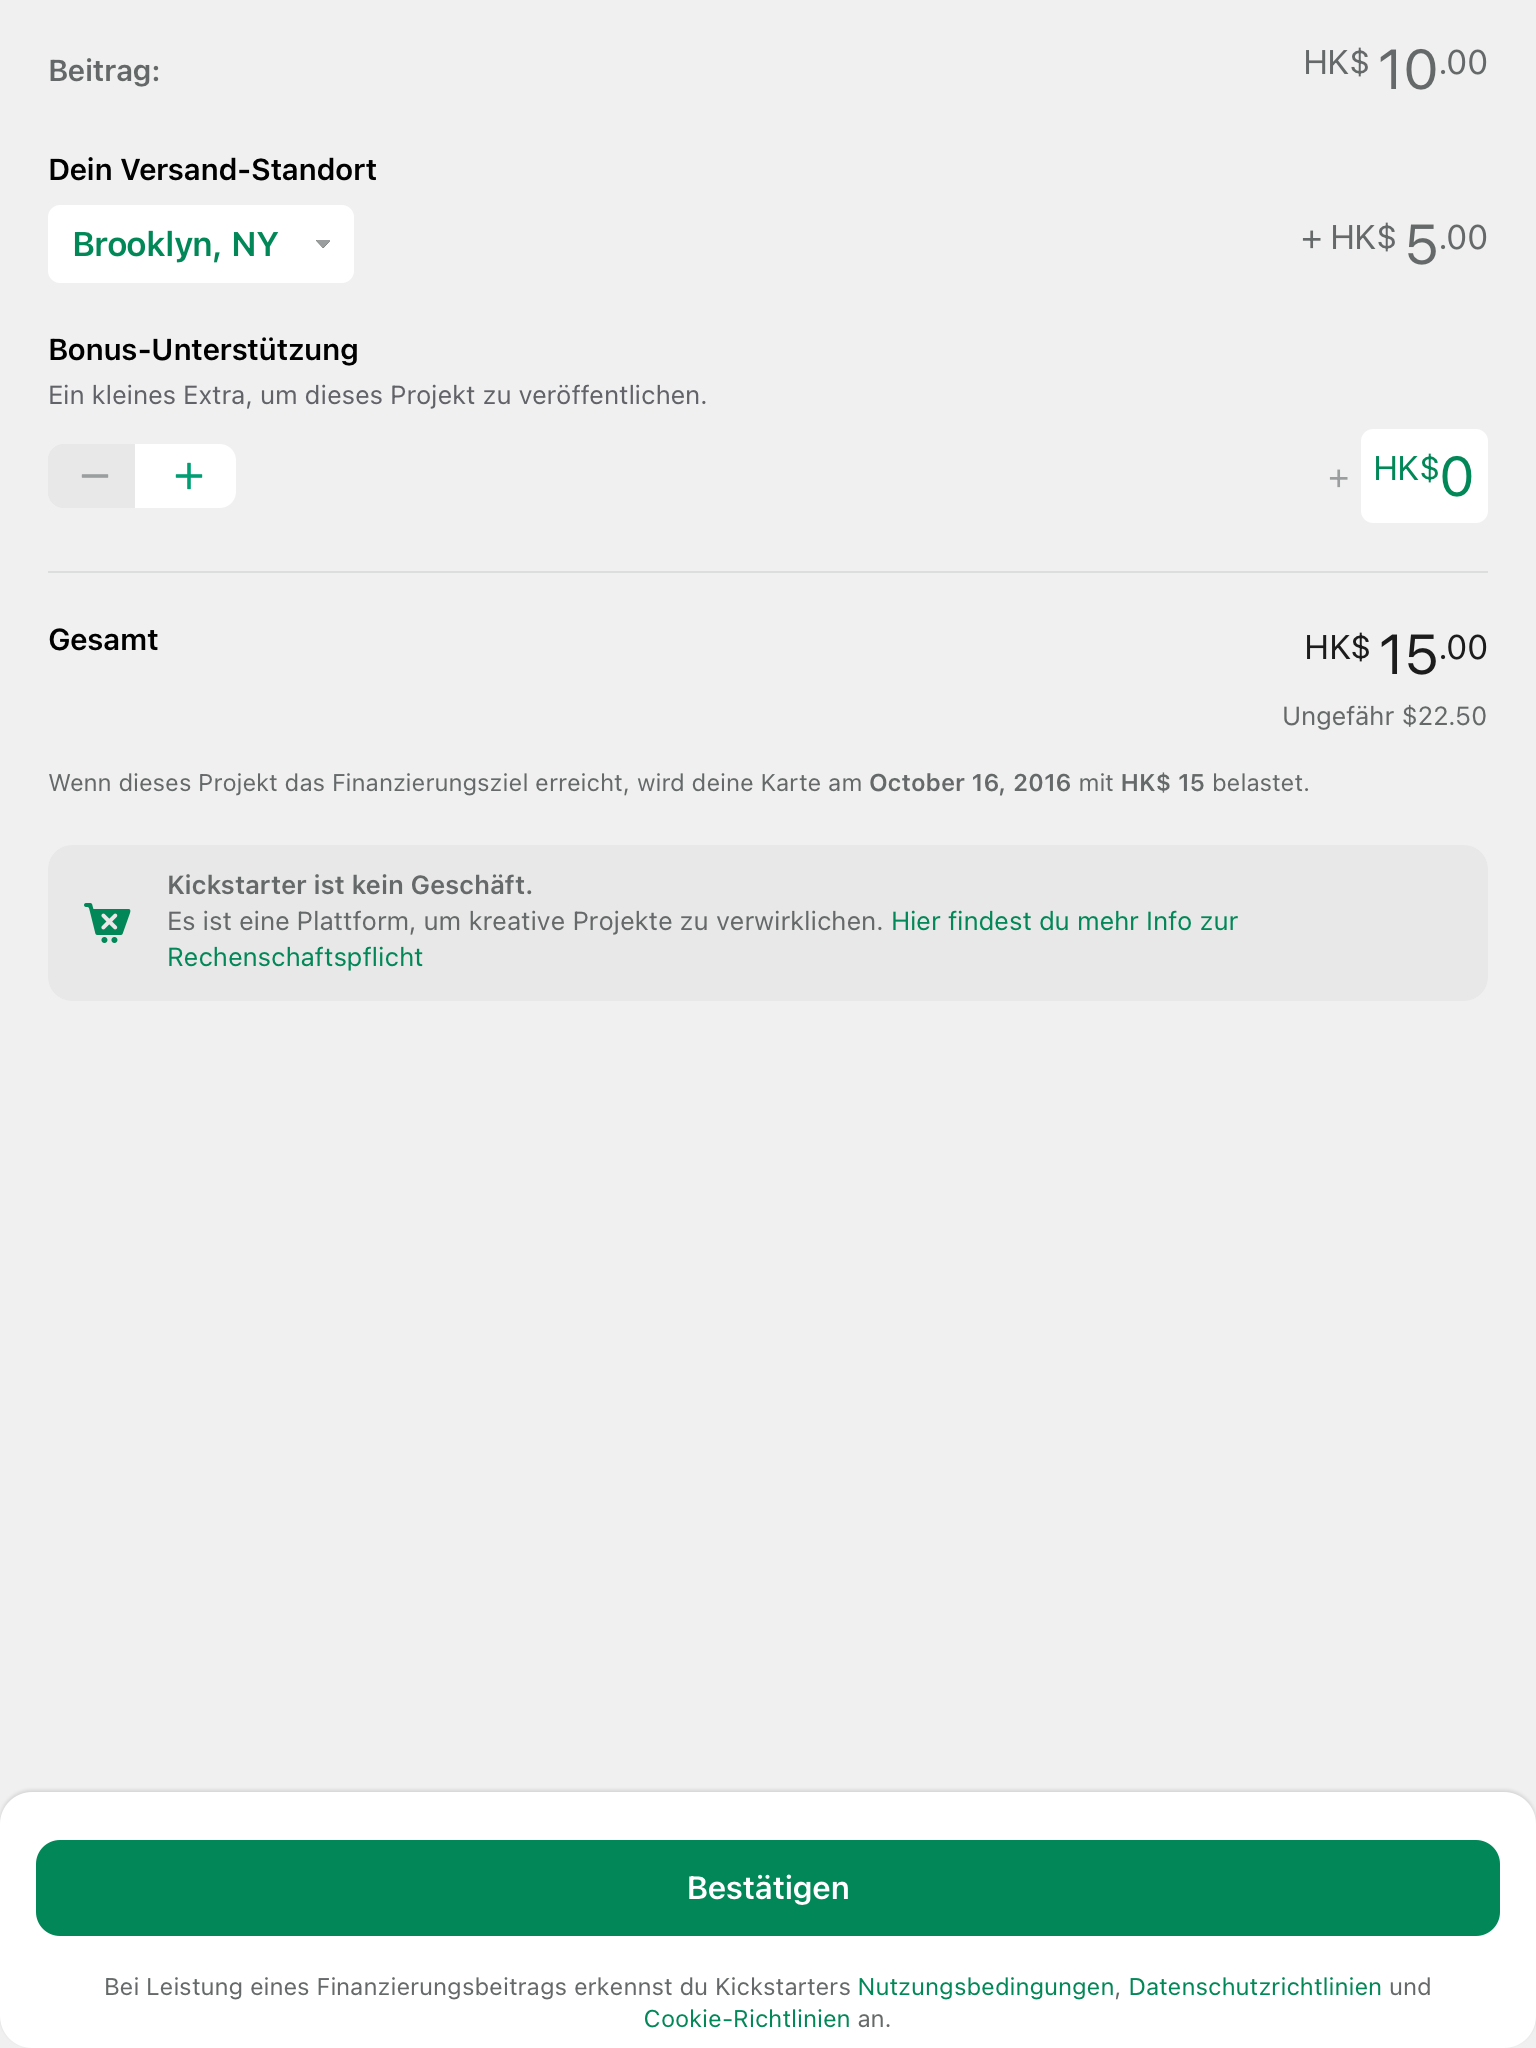 Beitrag: HK$ 10.00
Dein Versand-Standort
Brooklyn, NY + HK$ 5.00
Bonus-Unterstützung
Ein kleines Extra, um dieses Projekt zu veröffentlichen.
− + + HK$0
Gesamt HK$ 15.00
Ungefähr $22.50
Wenn dieses Projekt das Finanzierungsziel erreicht, wird deine Karte am October 16, 2016 mit HK$ 15 belastet.
Kickstarter ist kein Geschäft.
Es ist eine Plattform, um kreative Projekte zu verwirklichen. Hier findest du mehr Info zur
Rechenschaftspflicht
Bestätigen
Bei Leistung eines Finanzierungsbeitrags erkennst du Kickstarters Nutzungsbedingungen, Datenschutzrichtlinien und
Cookie-Richtlinien an.